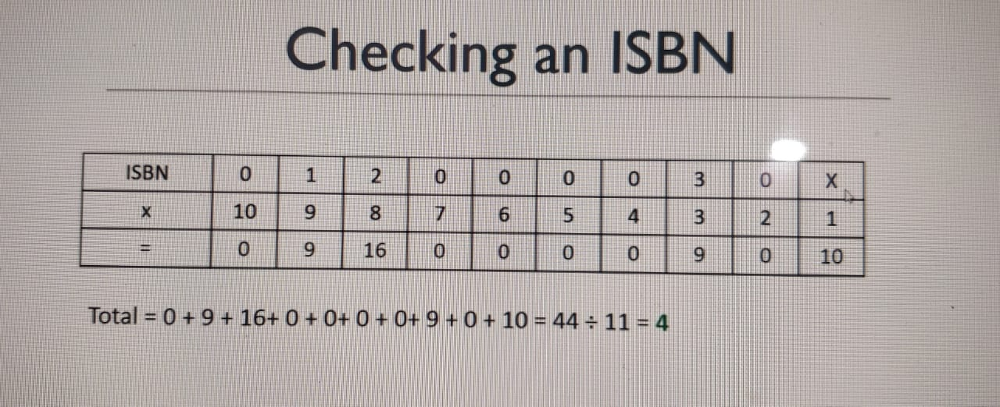 Checking an ISBN
ISBN 0 1 2 0 0 0 0 3 0 X
x 10 9 8 7 6 5 4 3 2 1
= 0 9 16 0 0 0 0 9 0 10
Total = 0 + 9 + 16+ 0 + 0+ 0 + 0+ 9 + 0 + 10 = 44 ÷ 11 = 4